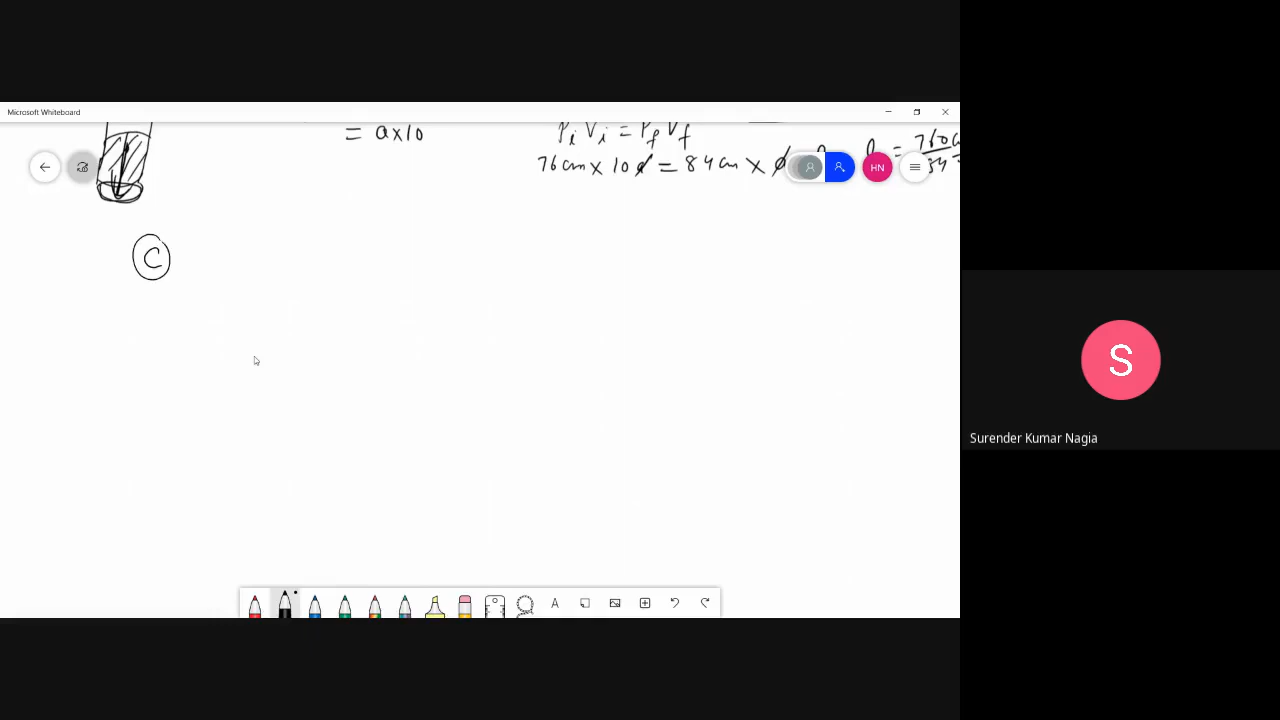 Microsoft Whiteboard
= a×10
PᵢVᵢ = P_f V_f
76 cm × 10 a = 84 cm × a
=
HN
C
S
Surender Kumar Nagia
A